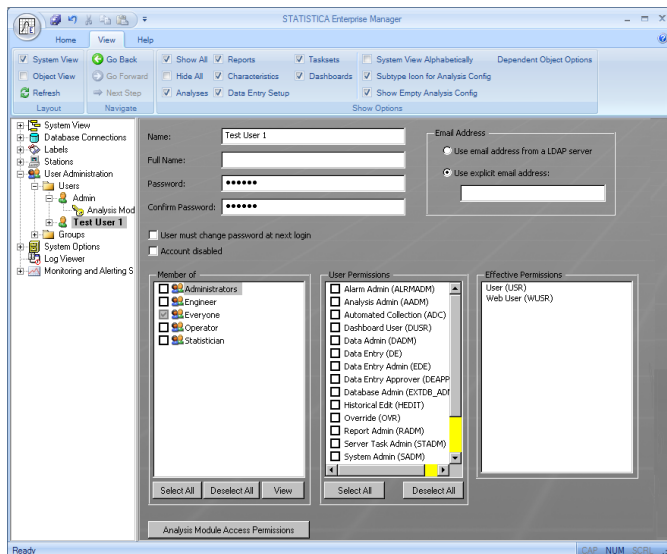 STATISTICA Enterprise Manager
Home View Help
System View Go Back Show All Reports Tasksets System View Alphabetically Dependent Object Options
Object View Go Forward Hide All Characteristics Dashboards Subtype Icon for Analysis Config
Refresh Next Step Analyses Data Entry Setup Show Empty Analysis Config
Layout Navigate Show Options
System View
Database Connections
Labels
Stations
User Administration
Users
Admin
Analysis Mod
Test User 1
Groups
System Options
Log Viewer
Monitoring and Alerting S
Name: Test User 1
Full Name:
Password: ••••••
Confirm Password: ••••••
Email Address
Use email address from a LDAP server
Use explicit email address:
User must change password at next login
Account disabled
Member of
Administrators
Engineer
Everyone
Operator
Statistician
Select All Deselect All View
User Permissions
Alarm Admin (ALRMADM)
Analysis Admin (AADM)
Automated Collection (ADC)
Dashboard User (DUSR)
Data Admin (DADM)
Data Entry (DE)
Data Entry Admin (EDE)
Data Entry Approver (DEAPP
Database Admin (EXTDB_ADM
Historical Edit (HEDIT)
Override (OVR)
Report Admin (RADM)
Server Task Admin (STADM)
System Admin (SADM)
Select All Deselect All
Effective Permissions
User (USR)
Web User (WUSR)
Analysis Module Access Permissions
Ready CAP NUM SCRL